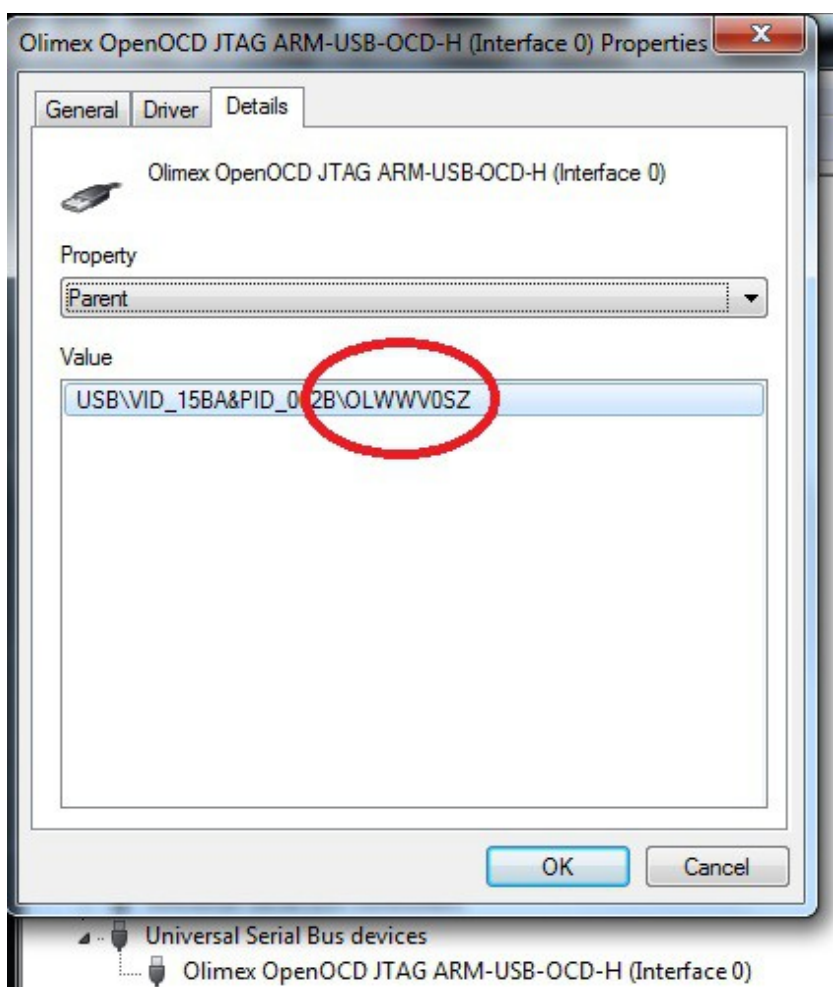 Olimex OpenOCD JTAG ARM-USB-OCD-H (Interface 0) Properties
General Driver Details
Olimex OpenOCD JTAG ARM-USB-OCD-H (Interface 0)
Property
Parent
Value
USB\VID_15BA&PID_002B\OLWWV0SZ
OK Cancel
Universal Serial Bus devices
Olimex OpenOCD JTAG ARM-USB-OCD-H (Interface 0)